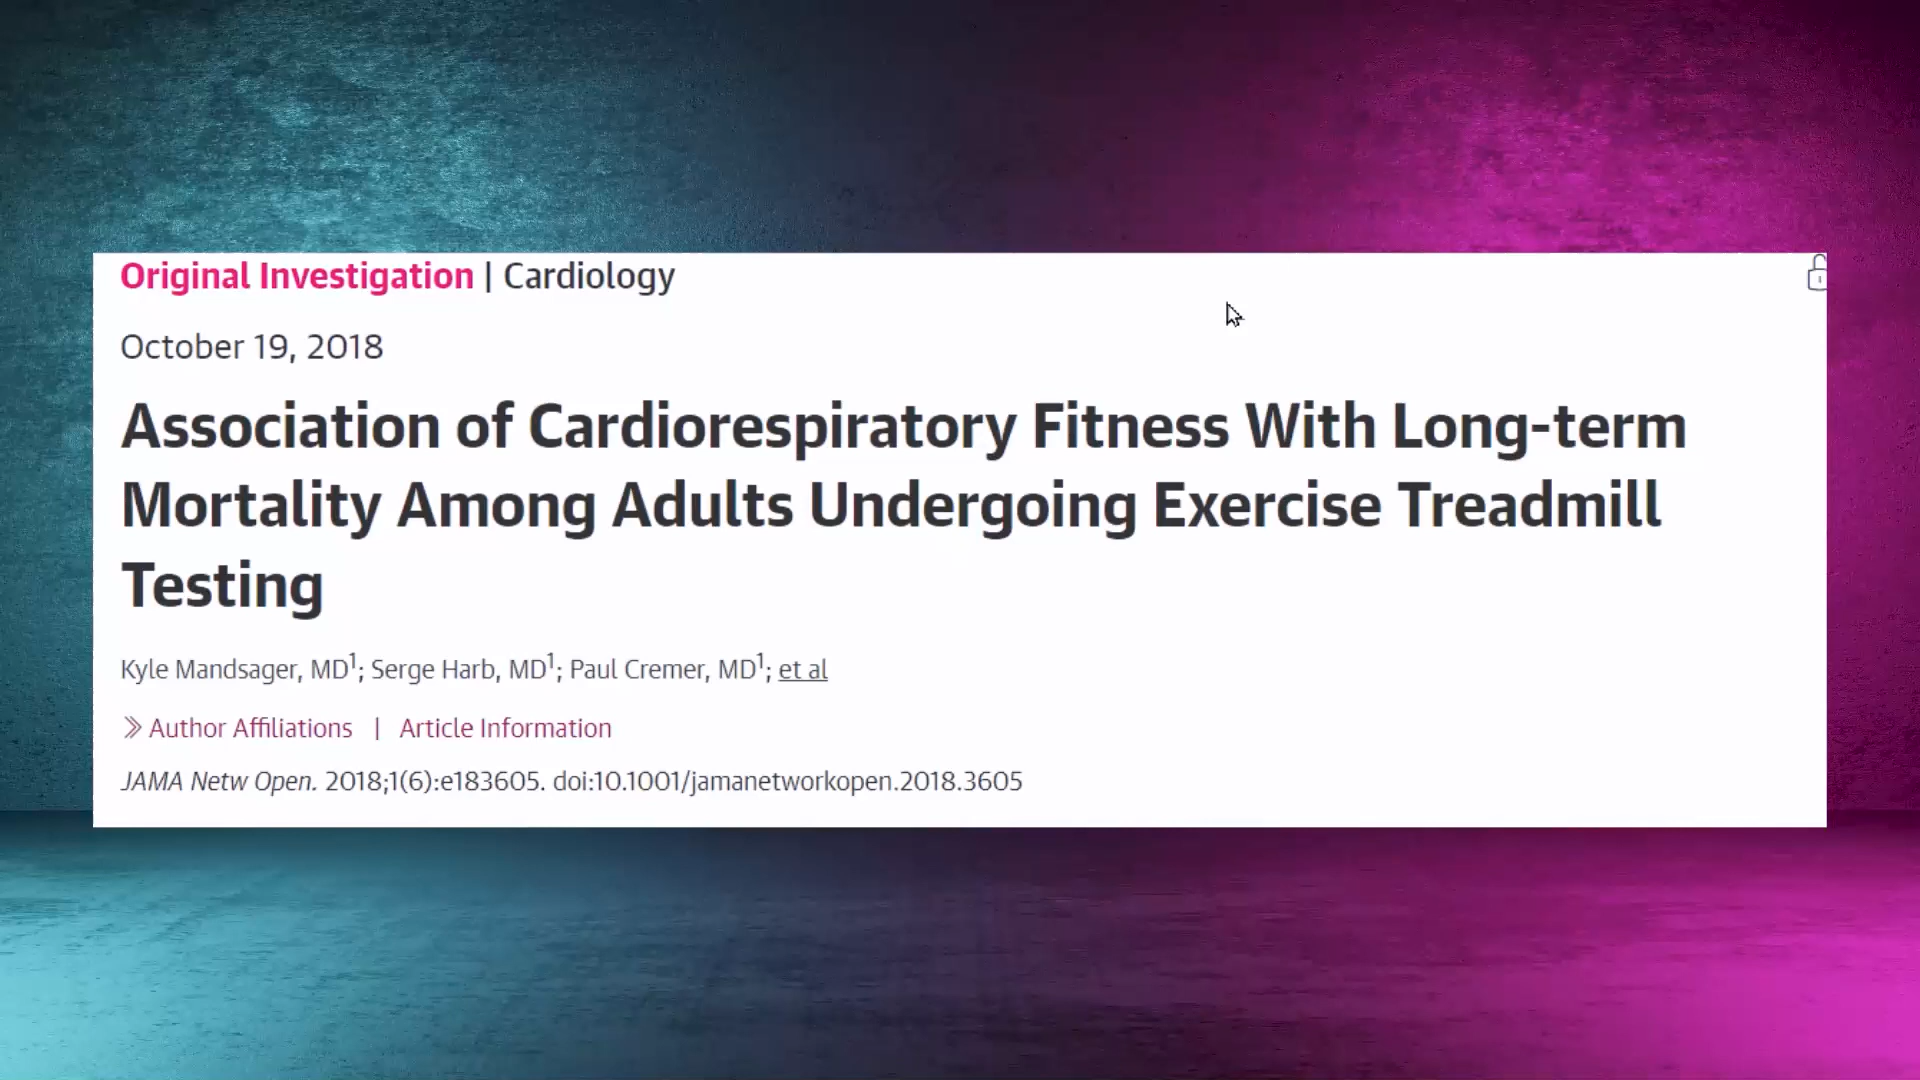 Original Investigation | Cardiology
October 19, 2018
Association of Cardiorespiratory Fitness With Long-term
Mortality Among Adults Undergoing Exercise Treadmill
Testing
Kyle Mandsager, MD1; Serge Harb, MD1; Paul Cremer, MD1; et al
» Author Affiliations | Article Information
JAMA Netw Open. 2018;1(6):e183605. doi:10.1001/jamanetworkopen.2018.3605